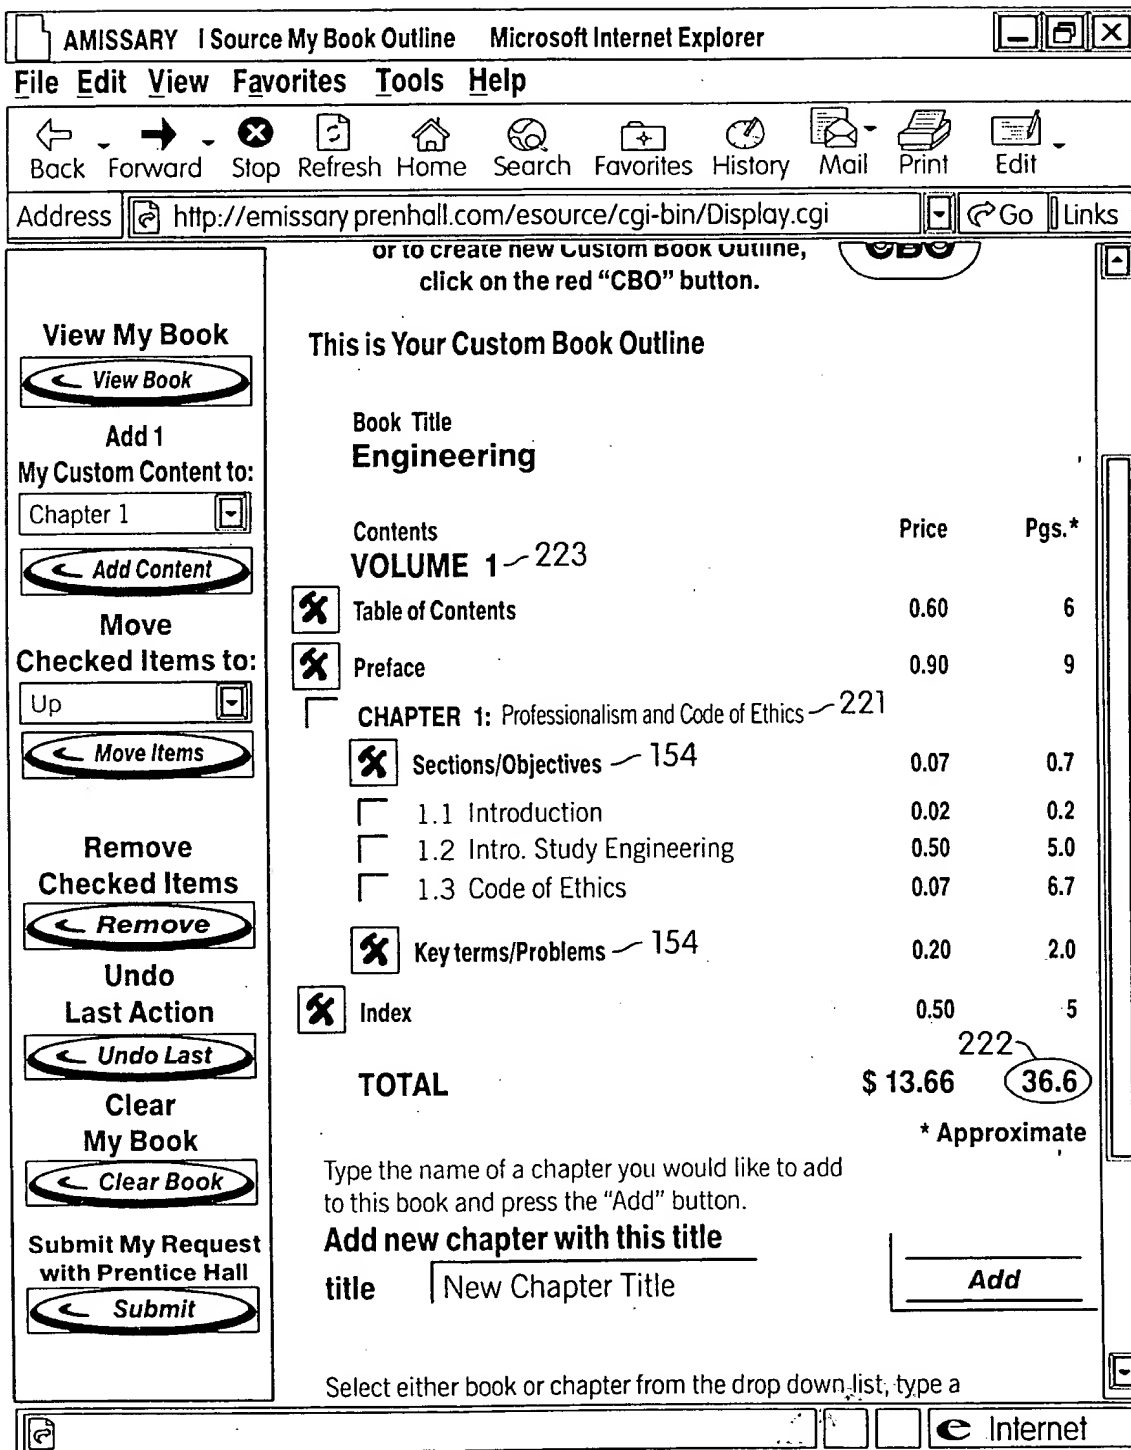 AMISSARY I Source My Book Outline Microsoft Internet Explorer
File Edit View Favorites Tools Help
Back Forward Stop Refresh Home Search Favorites History Mail Print Edit
Address http://emissary prenhall.com/esource/cgi-bin/Display.cgi Go Links
or to create new Custom Book Outline, CBO
click on the red “CBO” button.
View My Book
View Book
Add 1
My Custom Content to:
Chapter 1
Add Content
Move
Checked Items to:
Up
Move Items
Remove
Checked Items
Remove
Undo
Last Action
Undo Last
Clear
My Book
Clear Book
Submit My Request
with Prentice Hall
Submit
This is Your Custom Book Outline
Book Title
Engineering
Contents Price Pgs.*
VOLUME 1 223
Table of Contents 0.60 6
Preface 0.90 9
CHAPTER 1: Professionalism and Code of Ethics 221
Sections/Objectives 154 0.07 0.7
1.1 Introduction 0.02 0.2
1.2 Intro. Study Engineering 0.50 5.0
1.3 Code of Ethics 0.07 6.7
Key terms/Problems 154 0.20 2.0
Index 0.50 5
222
TOTAL $ 13.66 36.6
* Approximate
Type the name of a chapter you would like to add
to this book and press the “Add” button.
Add new chapter with this title
title New Chapter Title Add
Select either book or chapter from the drop down list, type a
Internet